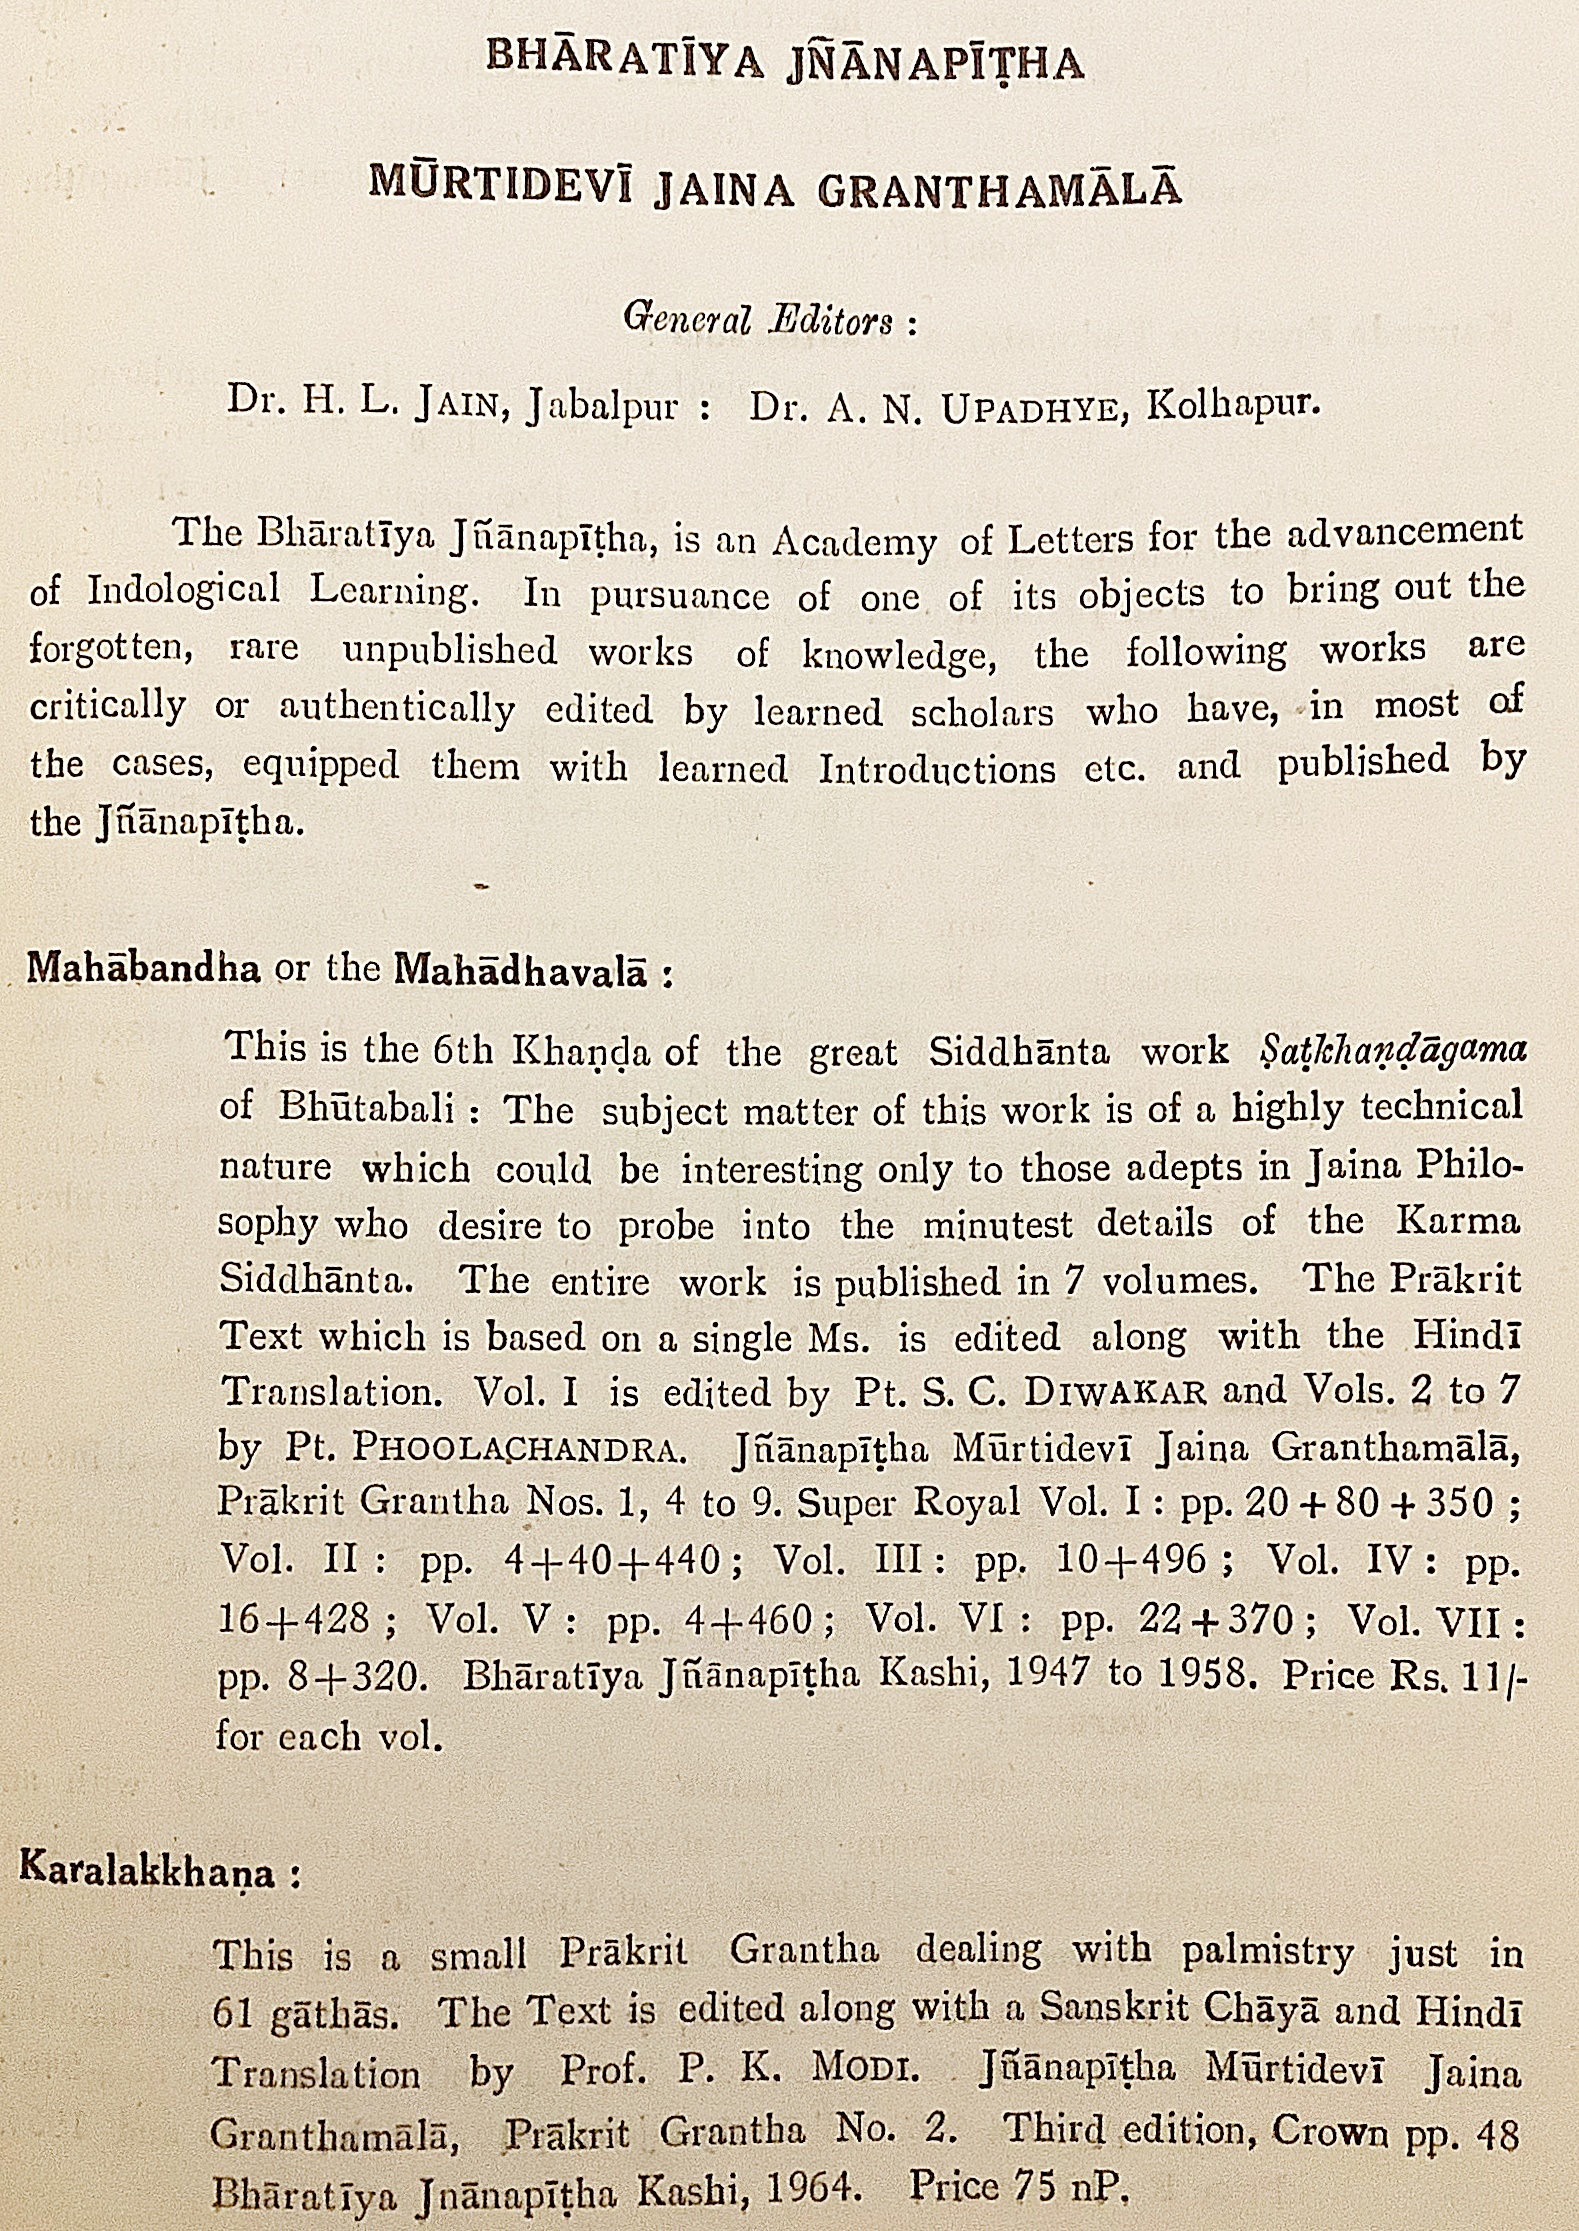 BHĀRATĪYA JÑĀNAPĪṬHA
MŪRTIDEVĪ JAINA GRANTHAMĀLĀ
General Editors :
Dr. H. L. JAIN, Jabalpur : Dr. A. N. UPADHYE, Kolhapur.
The Bhāratīya Jñānapīṭha, is an Academy of Letters for the advancement
of Indological Learning. In pursuance of one of its objects to bring out the
forgotten, rare unpublished works of knowledge, the following works are
critically or authentically edited by learned scholars who have, in most of
the cases, equipped them with learned Introductions etc. and published by
the Jñānapīṭha.
Mahābandha or the Mahādhavalā :
This is the 6th Khaṇḍa of the great Siddhānta work Ṣaṭkhaṇḍāgama
of Bhūtabali : The subject matter of this work is of a highly technical
nature which could be interesting only to those adepts in Jaina Philo-
sophy who desire to probe into the minutest details of the Karma
Siddhānta. The entire work is published in 7 volumes. The Prākrit
Text which is based on a single Ms. is edited along with the Hindī
Translation. Vol. I is edited by Pt. S. C. DIWAKAR and Vols. 2 to 7
by Pt. PHOOLACHANDRA. Jñānapīṭha Mūrtidevī Jaina Granthamālā,
Prākrit Grantha Nos. 1, 4 to 9. Super Royal Vol. I : pp. 20 + 80 + 350 ;
Vol. II : pp. 4+40+440 ; Vol. III : pp. 10+496 ; Vol. IV : pp.
16+428 ; Vol. V : pp. 4+460 ; Vol. VI : pp. 22 + 370 ; Vol. VII :
pp. 8+320. Bhāratīya Jñānapīṭha Kashi, 1947 to 1958. Price Rs. 11/-
for each vol.
Karalakkhaṇa :
This is a small Prākrit Grantha dealing with palmistry just in
61 gāthās. The Text is edited along with a Sanskrit Chāyā and Hindī
Translation by Prof. P. K. MODI. Jñānapīṭha Mūrtidevī Jaina
Granthamālā, Prākrit Grantha No. 2. Third edition, Crown pp. 48
Bhāratīya Jnānapīṭha Kashi, 1964. Price 75 nP.